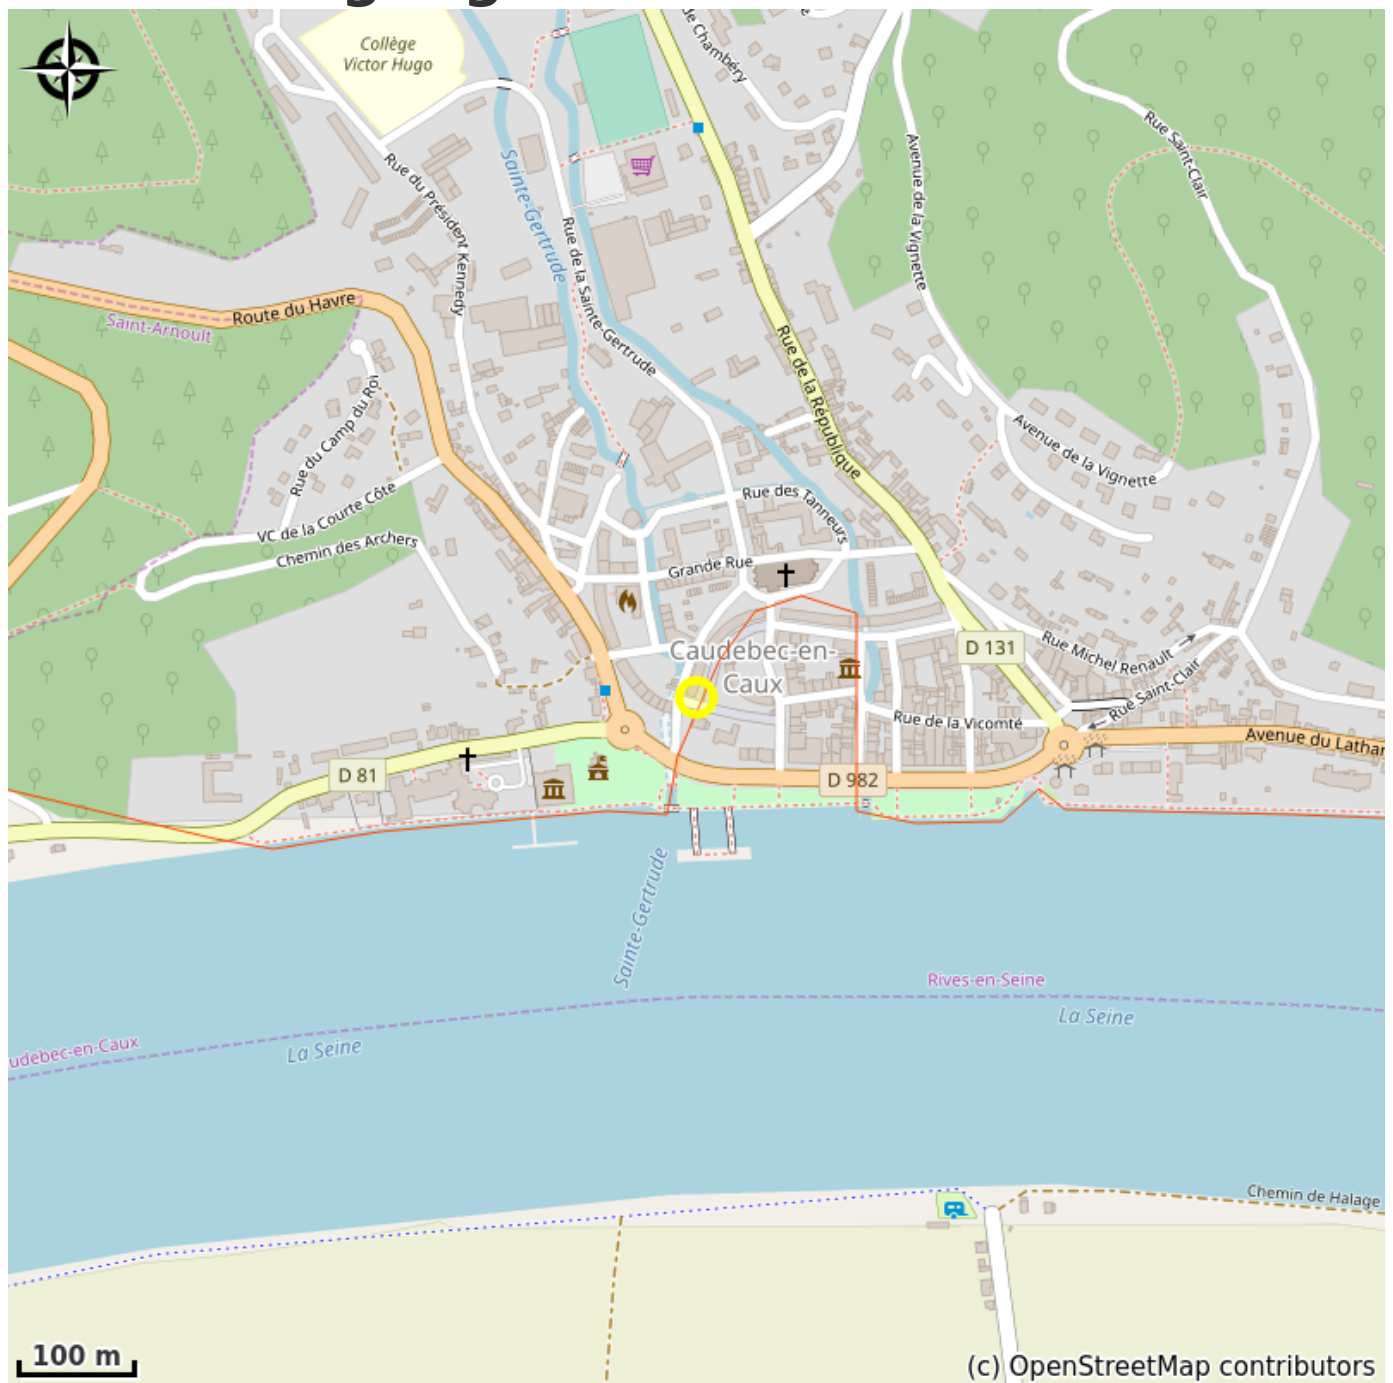 Collège
Victor Hugo
de Chambéry
Rue Saint-Clair
Avenue de la Vignette
Rue du Président Kennedy
Sainte-Gertrude
Rue de la Sainte-Gertrude
Route du Havre
Saint-Arnoult
Rue de la République
Rue du Camp du Roi
Avenue de la Vignette
VC de la Courte Côte
Chemin des Archers
Rue des Tanneurs
Grande Rue
Caudebec-en-
Caux
D 131
Rue Michel Renault
Rue Saint-Clair
Rue de la Vicomté
Avenue du Lathar
D 81
D 982
Sainte-Gertrude
Rives-en-Seine
La Seine
udebec-en-Caux
La Seine
Chemin de Halage
100 m
(c) OpenStreetMap contributors